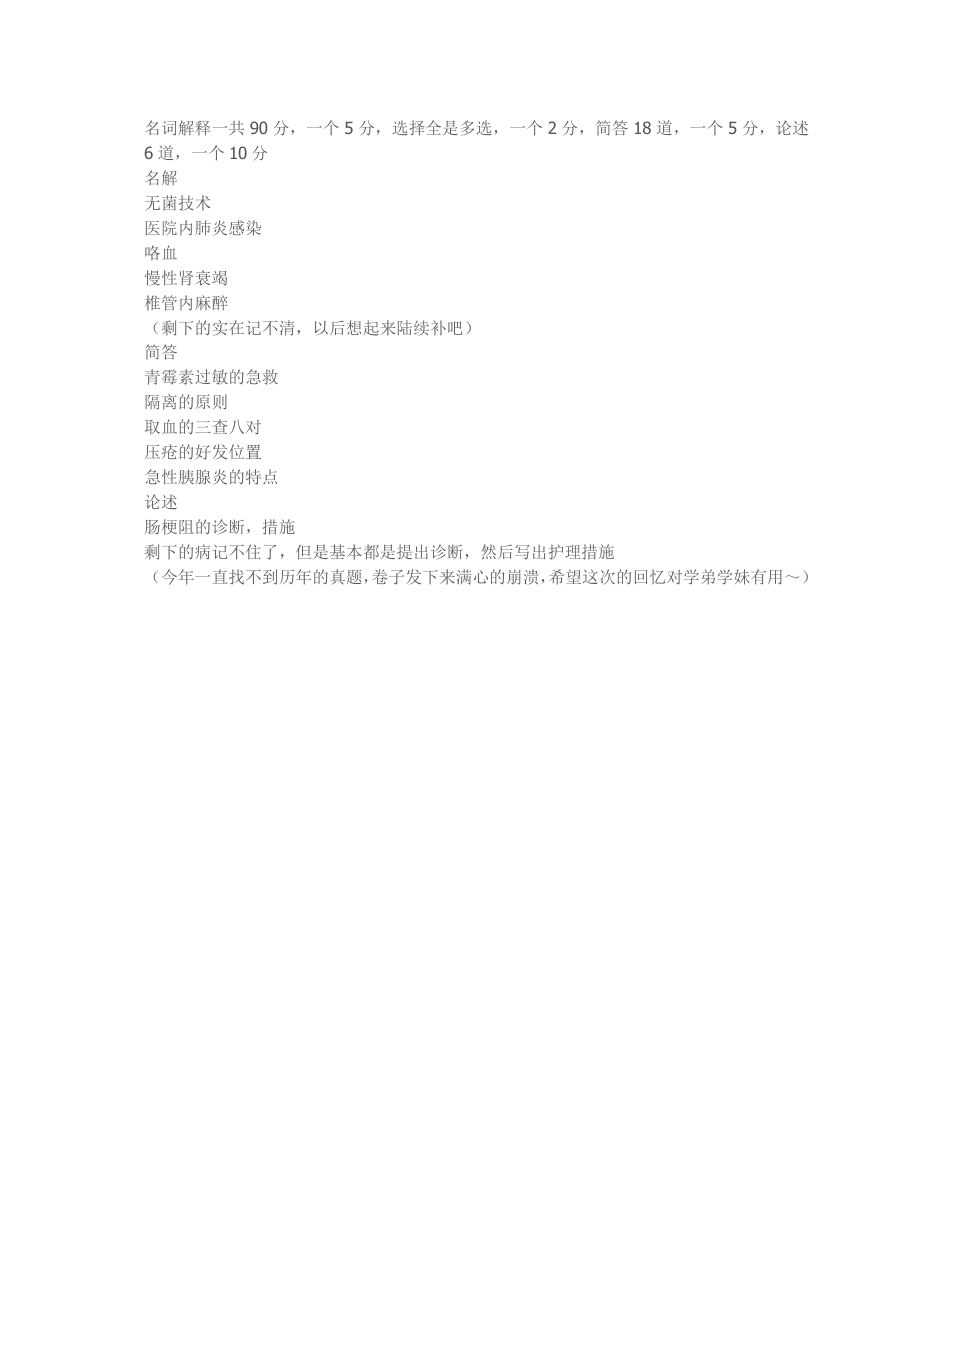 名词解释一共 90 分，一个 5 分，选择全是多选，一个 2 分，简答 18 道，一个 5 分，论述
6 道，一个 10 分
名解
无菌技术
医院内肺炎感染
咯血
慢性肾衰竭
椎管内麻醉
（剩下的实在记不清，以后想起来陆续补吧）
简答
青霉素过敏的急救
隔离的原则
取血的三查八对
压疮的好发位置
急性胰腺炎的特点
论述
肠梗阻的诊断，措施
剩下的病记不住了，但是基本都是提出诊断，然后写出护理措施
（今年一直找不到历年的真题，卷子发下来满心的崩溃，希望这次的回忆对学弟学妹有用～）